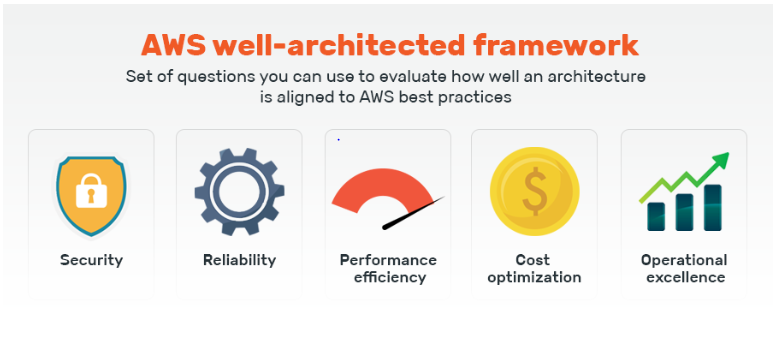 AWS well-architected framework
Set of questions you can use to evaluate how well an architecture
is aligned to AWS best practices
$
Security
Reliability
Performance
efficiency
Cost
optimization
Operational
excellence